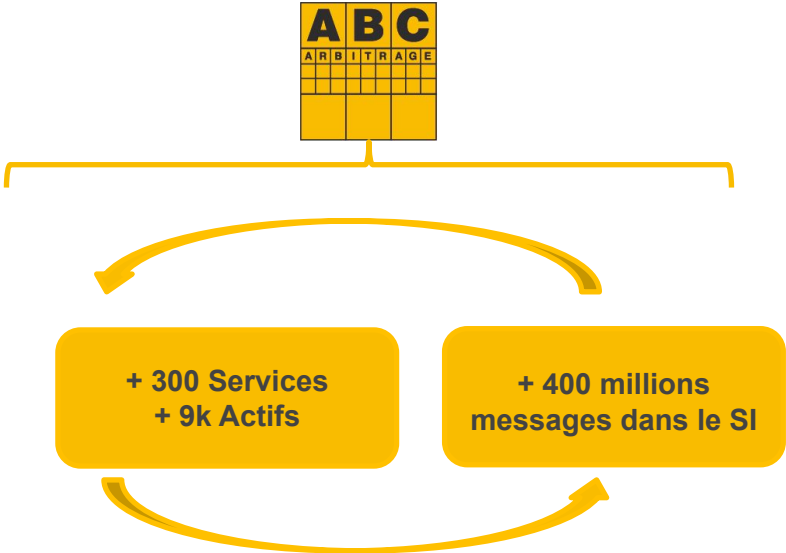 ABC
ARBITRAGE
+ 300 Services
+ 9k Actifs
+ 400 millions
messages dans le SI